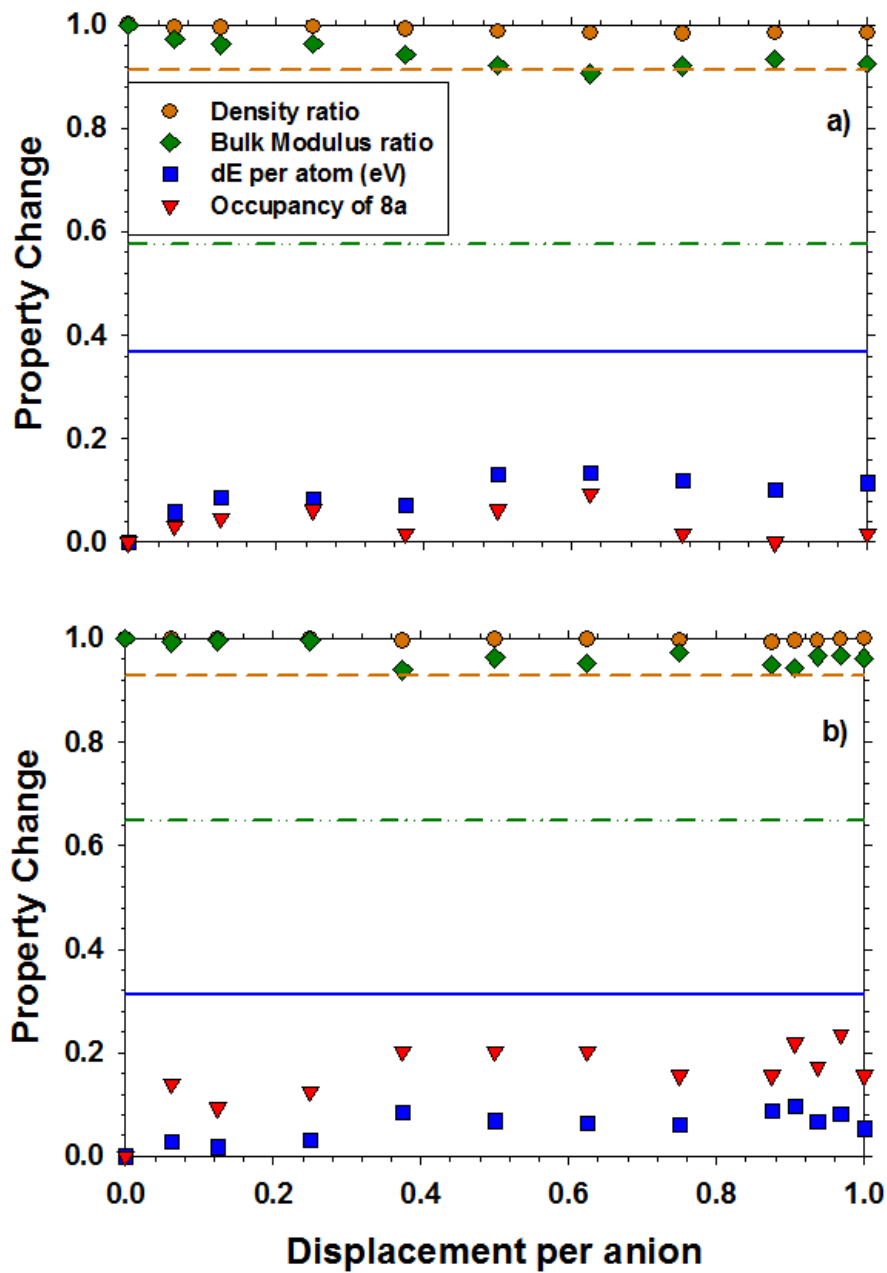 1.0
a)
Density ratio
Bulk Modulus ratio
dE per atom (eV)
Occupancy of 8a
0.8
0.6
0.4
0.2
0.0
Property Change
1.0
b)
0.8
0.6
0.4
0.2
0.0
Property Change
0.0 0.2 0.4 0.6 0.8 1.0
Displacement per anion